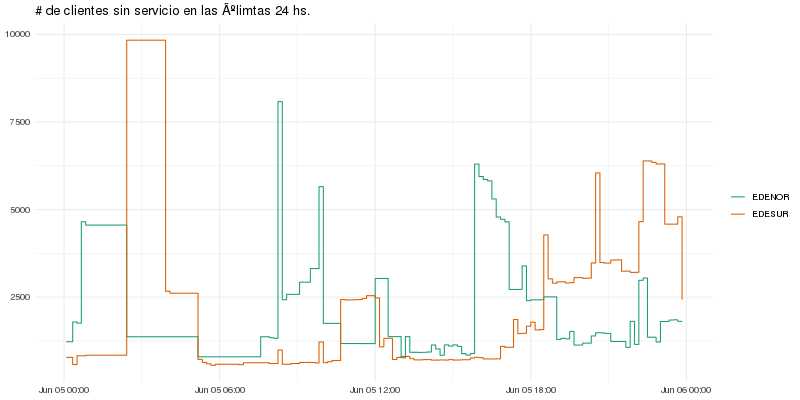 # de clientes sin servicio en las Ãºlimtas 24 hs.
10000
7500
5000
2500
Jun 05 00:00
Jun 05 06:00
Jun 05 12:00
Jun 05 18:00
Jun 06 00:00
EDENOR
EDESUR